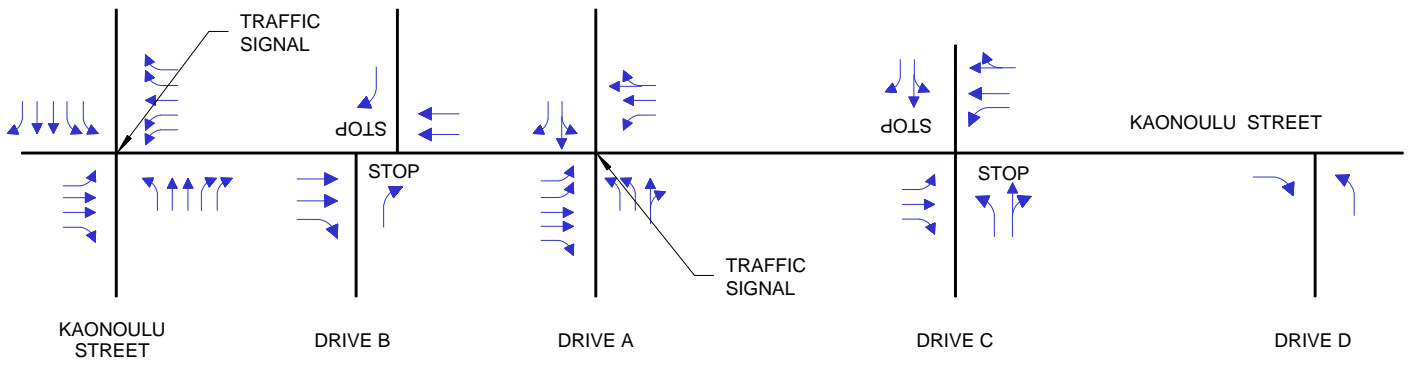 TRAFFIC
SIGNAL
STOP
STOP
KAONOULU STREET
STOP
STOP
TRAFFIC
SIGNAL
KAONOULU
STREET
DRIVE B
DRIVE A
DRIVE C
DRIVE D